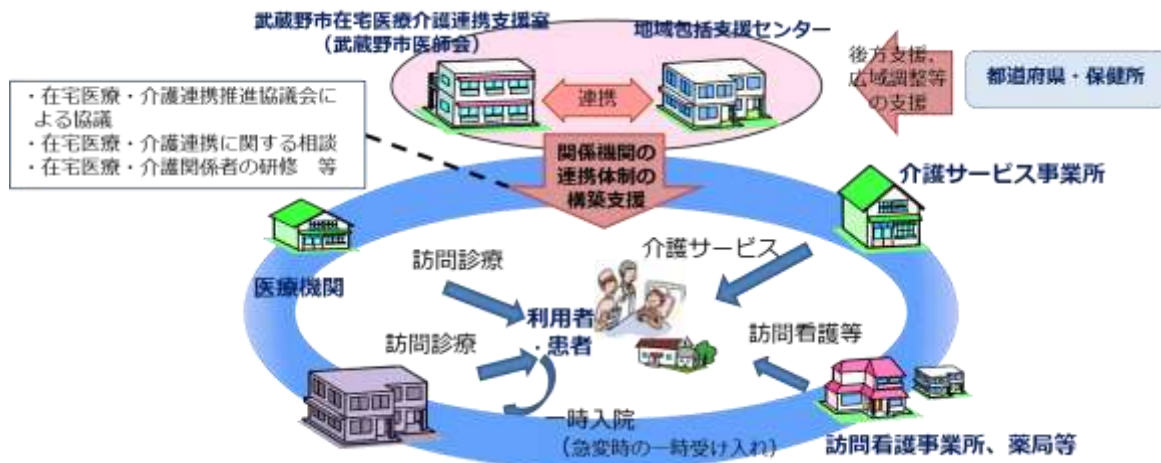 武蔵野市在宅医療介護連携支援室
（武蔵野市医師会）
地域包括支援センター
後方支援、
広域調整等
の支援
都道府県・保健所
連携
・在宅医療・介護連携推進協議会に
よる協議
・在宅医療・介護連携に関する相談
・在宅医療・介護関係者の研修　等
関係機関の
連携体制の
構築支援
介護サービス事業所
介護サービス
訪問診療
医療機関
利用者
・患者
訪問診療
訪問看護等
一時入院
（急変時の一時受け入れ）
訪問看護事業所、薬局等